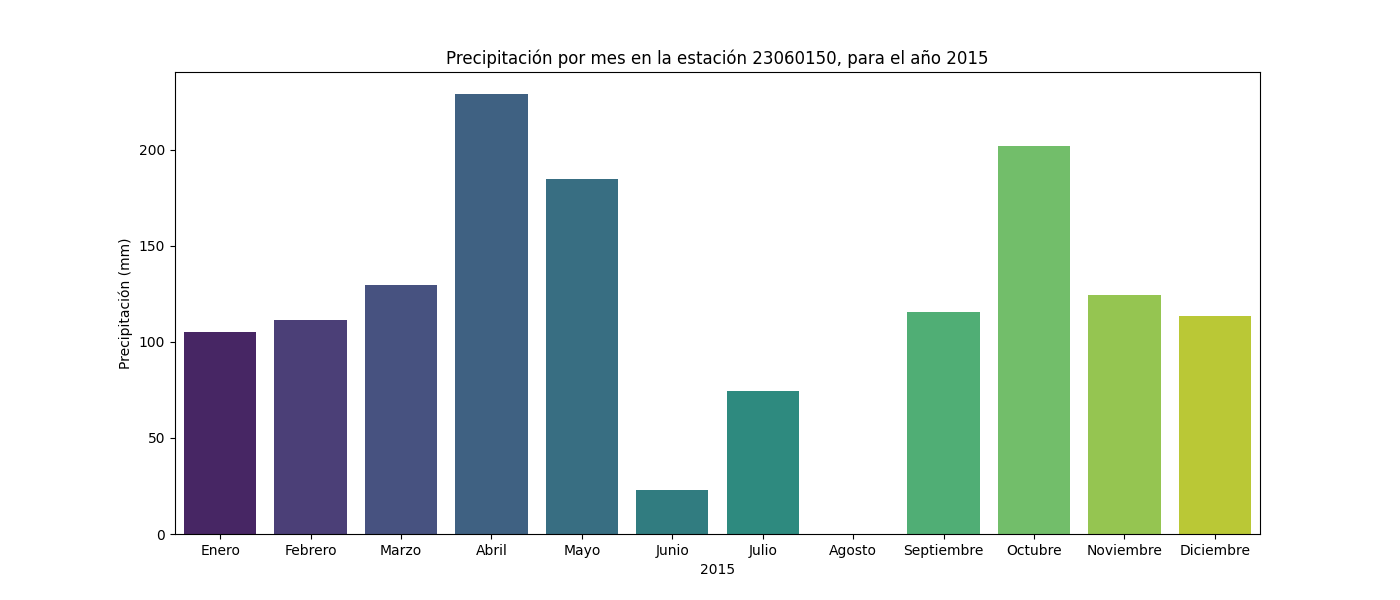 Precipitación por mes en la estación 23060150, para el año 2015
Precipitación (mm)
200
150
100
50
0
Enero Febrero Marzo Abril Mayo Junio Julio Agosto Septiembre Octubre Noviembre Diciembre
2015